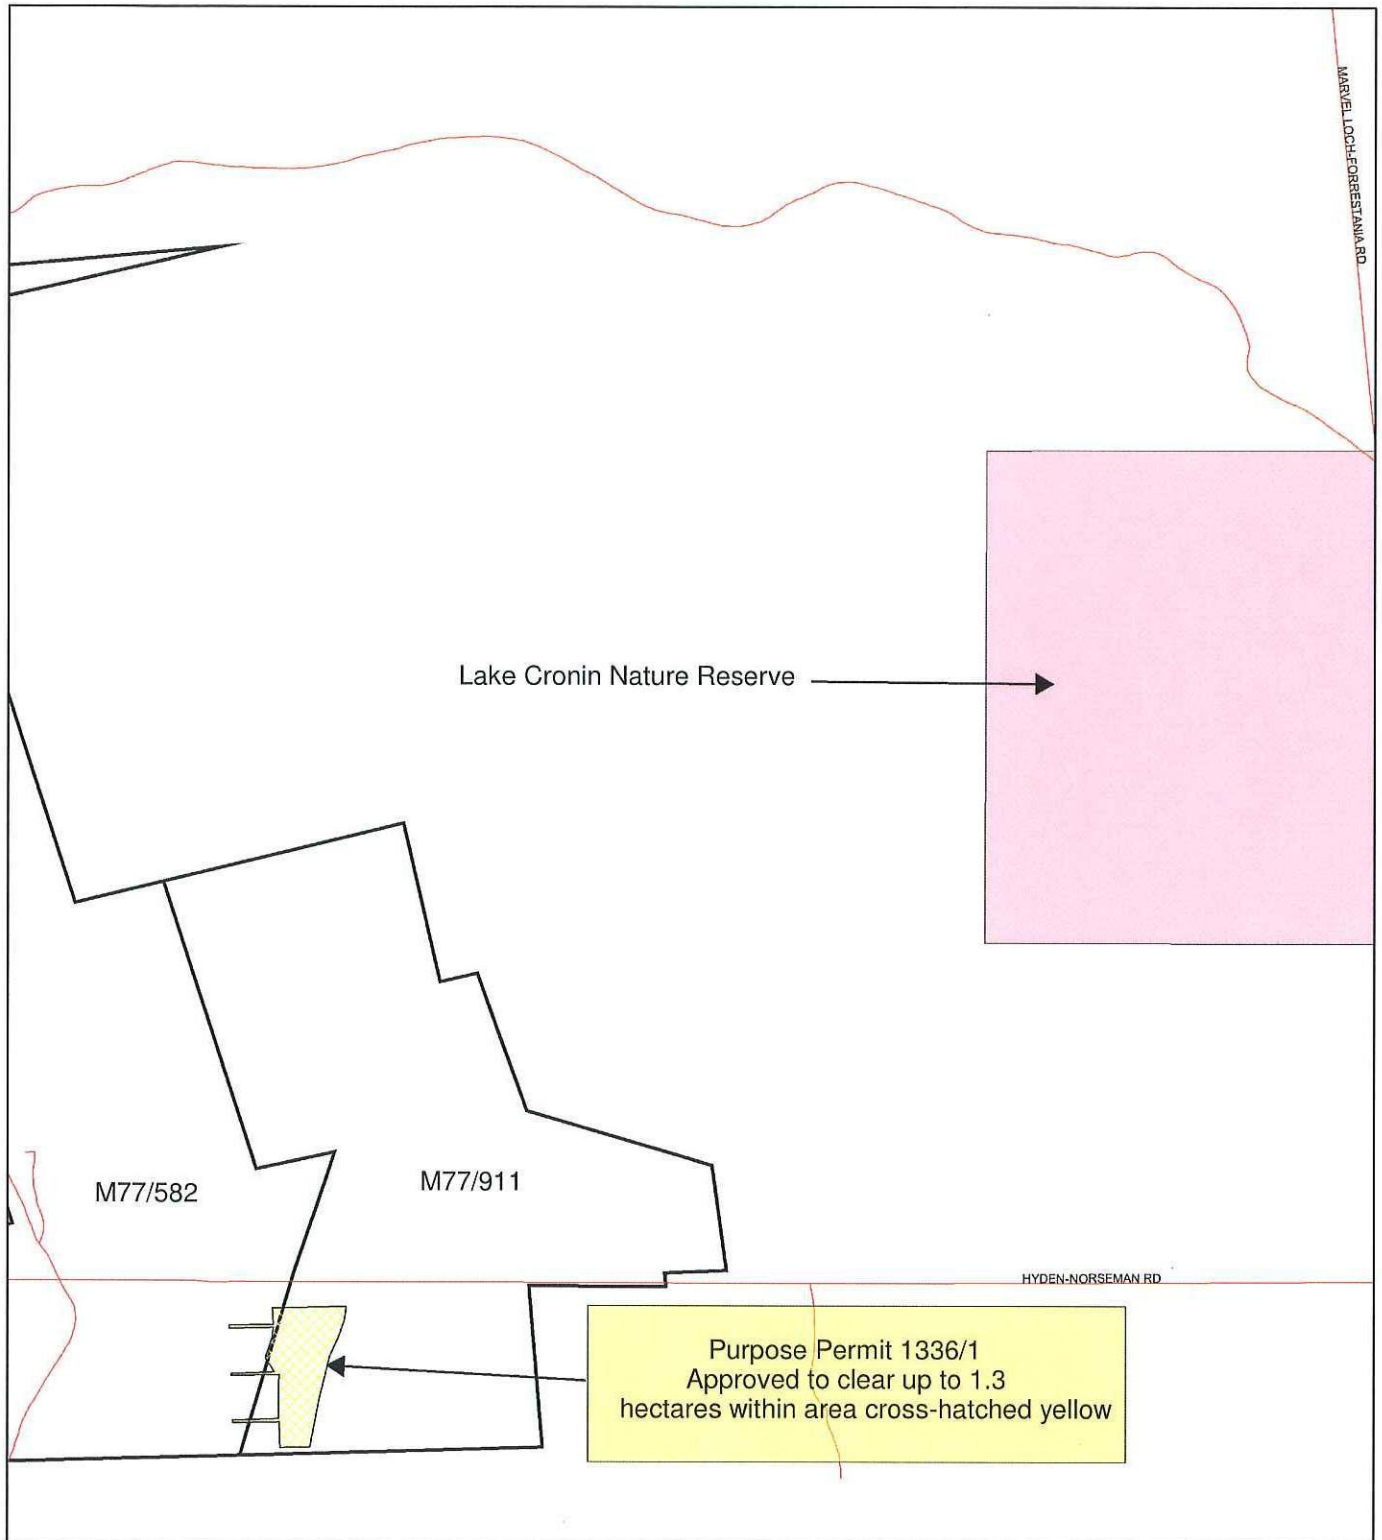 MARVEL LOCH-FORRESTANIA RD
Lake Cronin Nature Reserve
M77/582
M77/911
HYDEN-NORSEMAN RD
Purpose Permit 1336/1
Approved to clear up to 1.3
hectares within area cross-hatched yellow